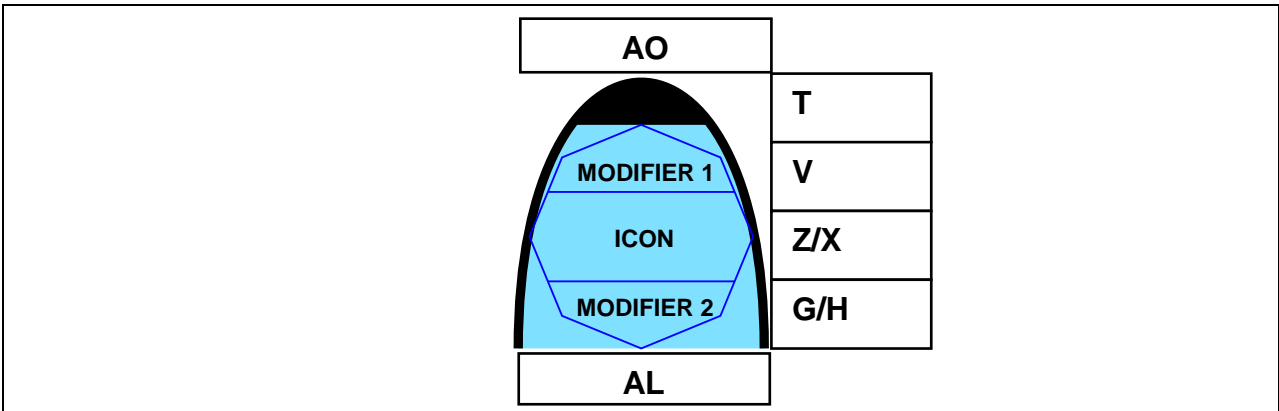 AO
T
MODIFIER 1
V
ICON
Z/X
MODIFIER 2
G/H
AL